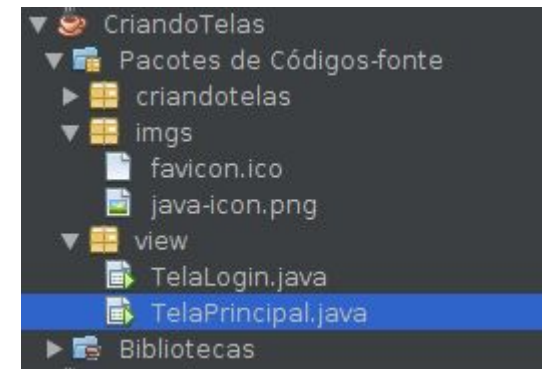 CriandoTelas
Pacotes de Códigos-fonte
criandotelas
imgs
favicon.ico
java-icon.png
view
TelaLogin.java
TelaPrincipal.java
Bibliotecas